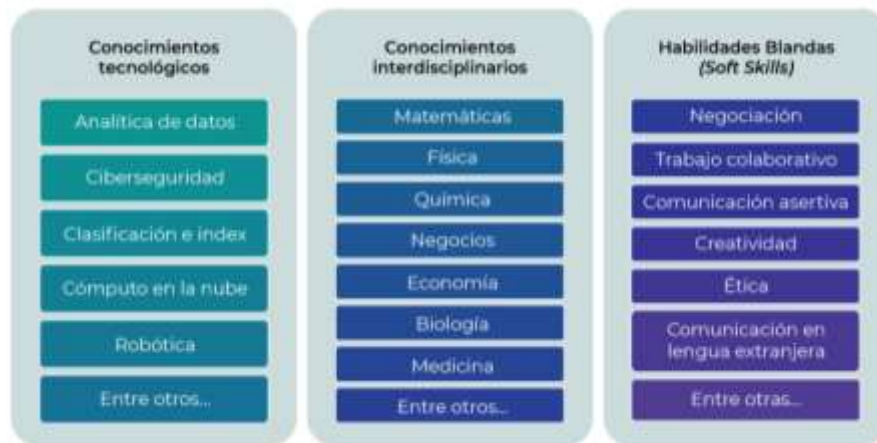 Conocimientos
tecnológicos
Analítica de datos
Ciberseguridad
Clasificación e index
Cómputo en la nube
Robótica
Entre otros...
Conocimientos
interdisciplinarios
Matemáticas
Física
Química
Negocios
Economía
Biología
Medicina
Entre otros...
Habilidades Blandas
(Soft Skills)
Negociación
Trabajo colaborativo
Comunicación asertiva
Creatividad
Ética
Comunicación en
lengua extranjera
Entre otras...